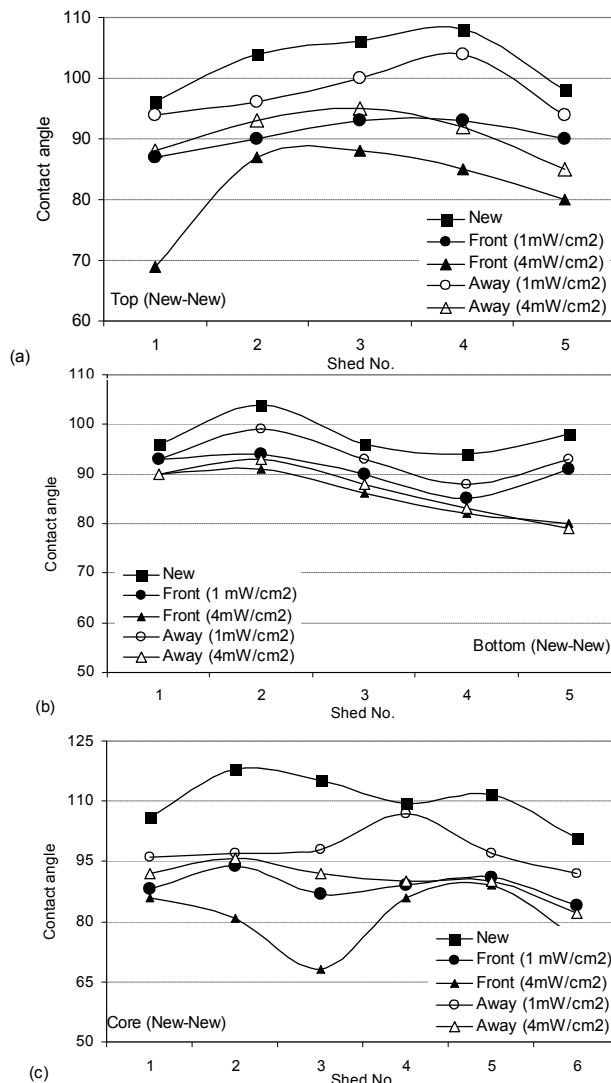 110
100
90
80
70
60
Contact angle
New
Front (1mW/cm2)
Front (4mW/cm2)
Away (1mW/cm2)
Away (4mW/cm2)
Top (New-New)
1 2 3 4 5
Shed No.
(a)
110
100
90
80
70
60
50
Contact angle
New
Front (1 mW/cm2)
Front (4mW/cm2)
Away (1mW/cm2)
Away (4mW/cm2)
Bottom (New-New)
1 2 3 4 5
Shed No.
(b)
125
105
85
65
Contact angle
New
Front (1 mW/cm2)
Front (4mW/cm2)
Away (1mW/cm2)
Away (4mW/cm2)
45
Core (New-New)
1 2 3 4 5 6
Shed No.
(c)